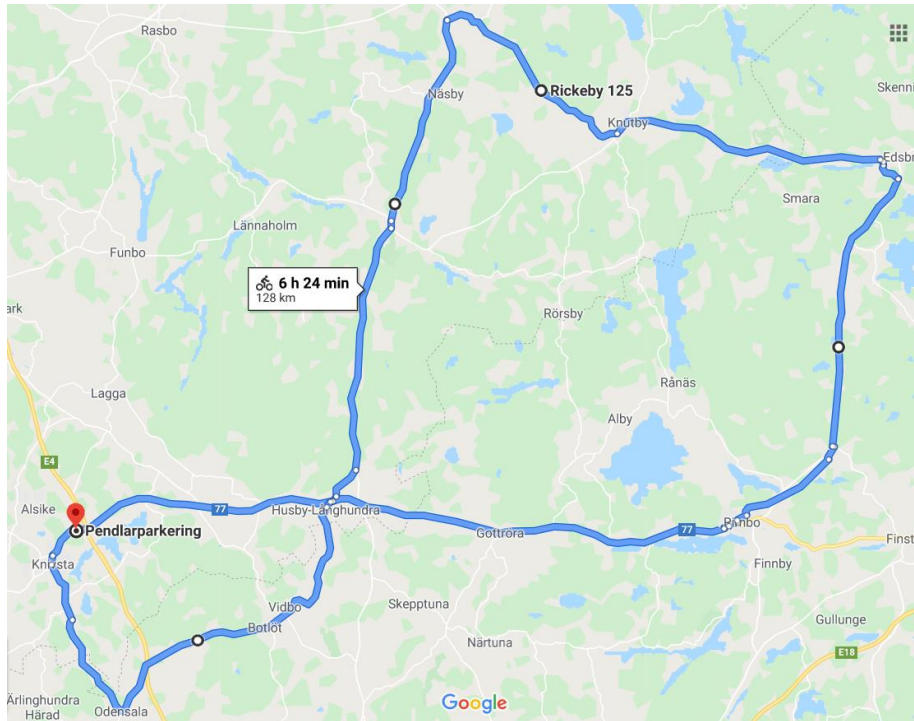 Rasbo
Skenni
Rickeby 125
Näsby
Knutby
Edsbr
Smara
Lännaholm
Funbo
6 h 24 min
128 km
ark
Rörsby
Rånäs
Lagga
Alby
E4
Alsike
77
Husby-Långhundra
Pendlarparkering
Gottröra
77
Rimbo
Finst
Knivsta
Finnby
Skepptuna
Vidbo
Botlöt
Gullunge
Närtuna
E18
Ärlinghundra
Härad
Odensala
Google